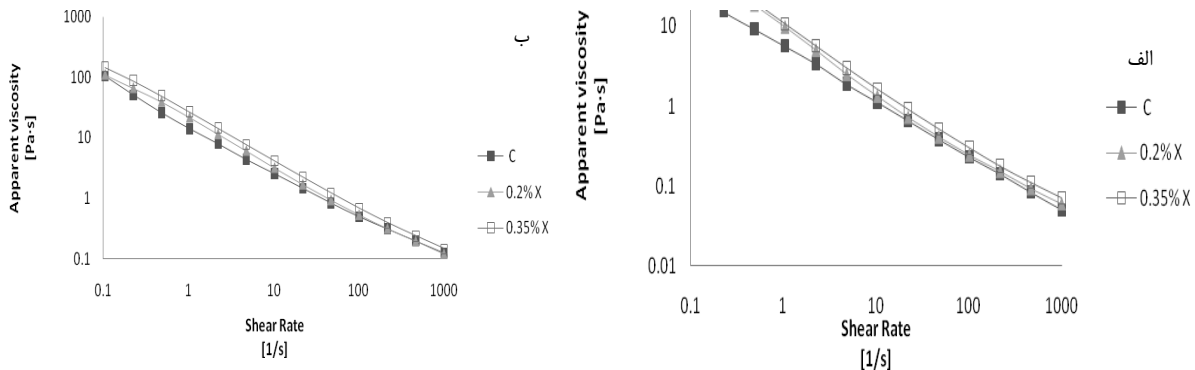 1000
100
10
1
0.1
0.1 1 10 100 1000
Apparent viscosity
[Pa·s]
Shear Rate
[1/s]
ب
C
0.2% X
0.35% X
10
1
0.1
0.01
0.1 1 10 100 1000
Apparent viscosity
[Pa·s]
Shear Rate
[1/s]
الف
C
0.2% X
0.35% X